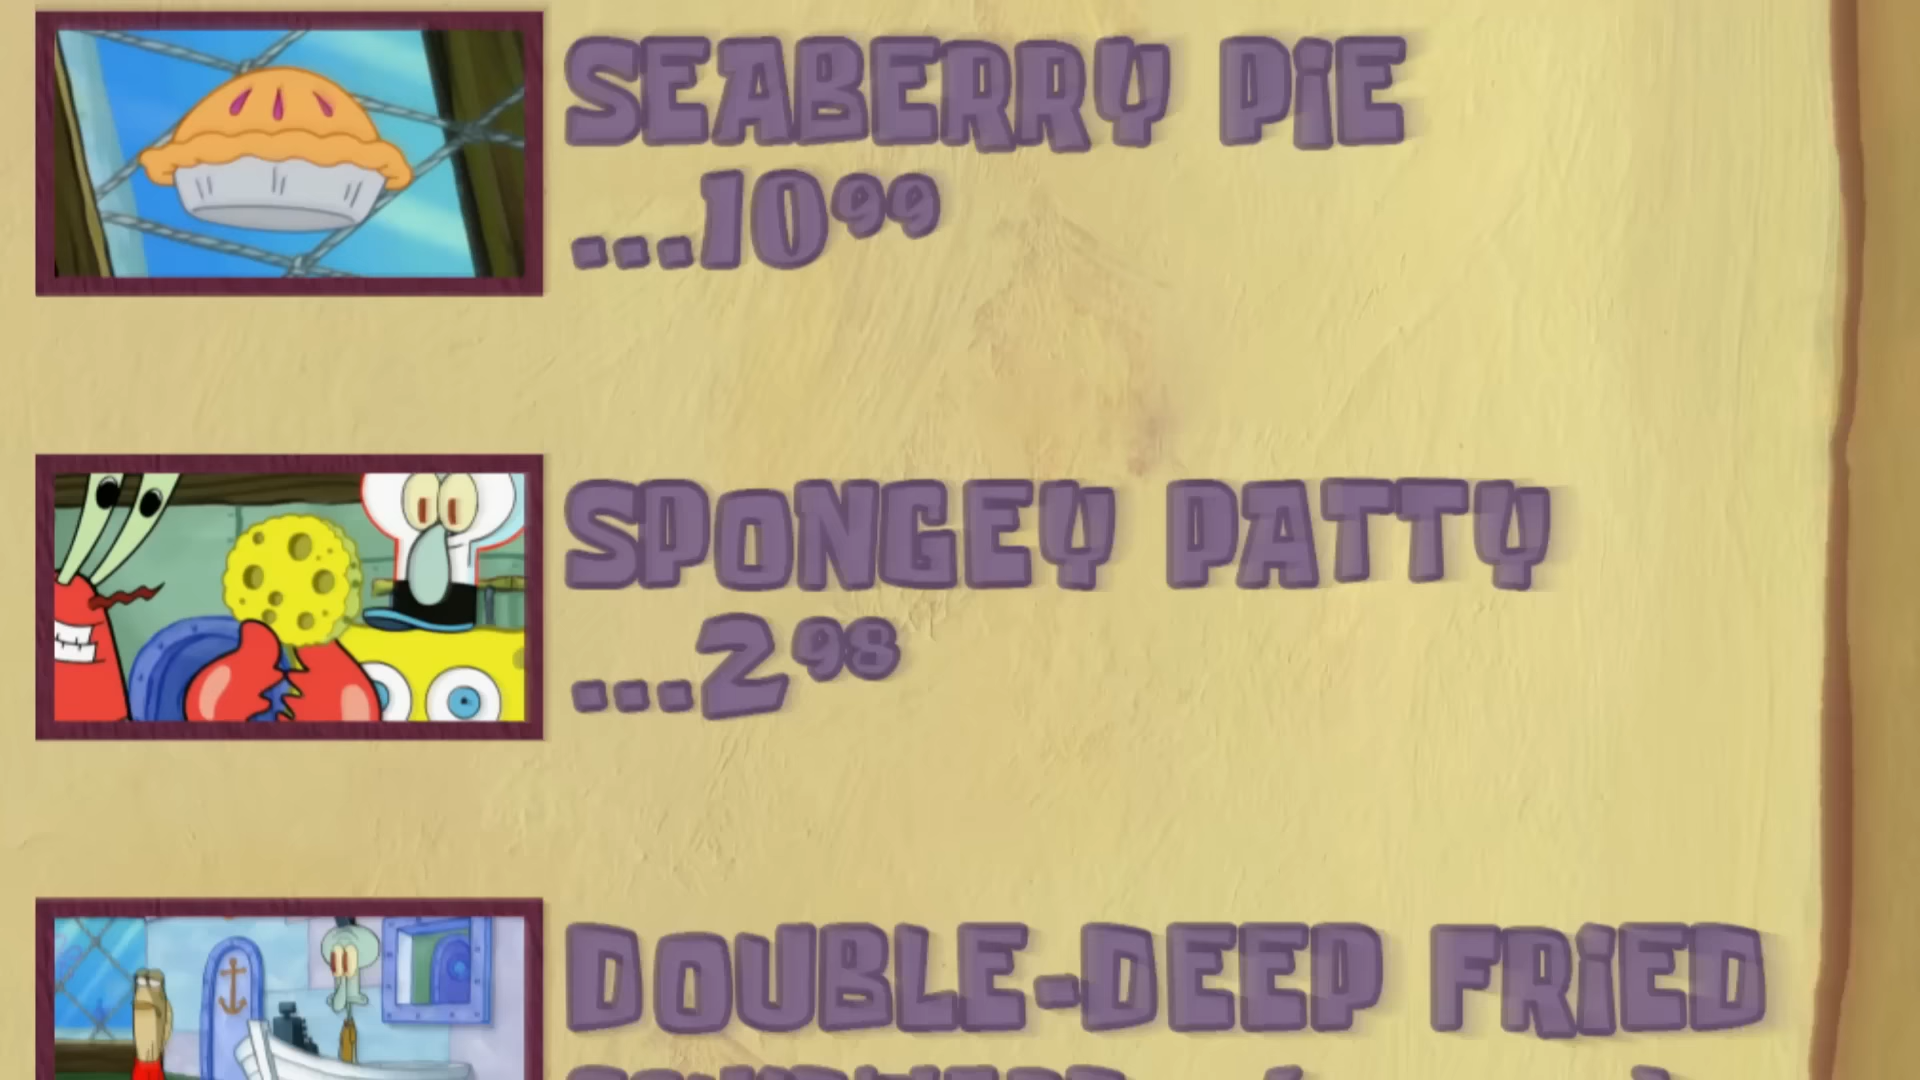 SEABERRY PiE
...10⁹⁹
SPONGEY PATTY
...2⁹⁸
DOUBLE-DEEP FRiED